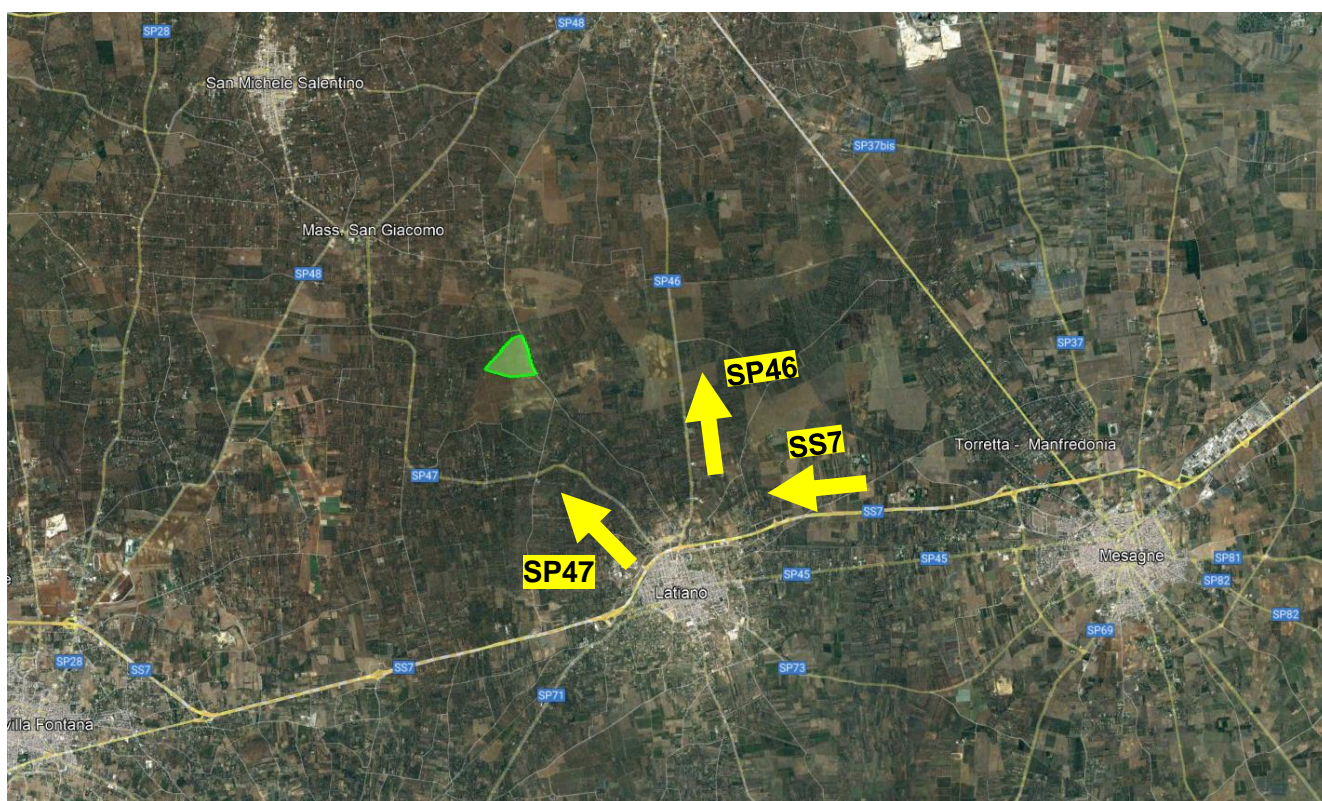 SP28
SP48
San Michele Salentino
SP37bis
Mass. San Giacomo
SP48
SP46
SP37
SP46
SS7
Torretta - Manfredonia
SP47
SS7
SP47
Latiano
SP45
SP45
Mesagne
SP81
SP82
SP82
SP69
SP28
SS7
SS7
SP73
SP71
villa Fontana